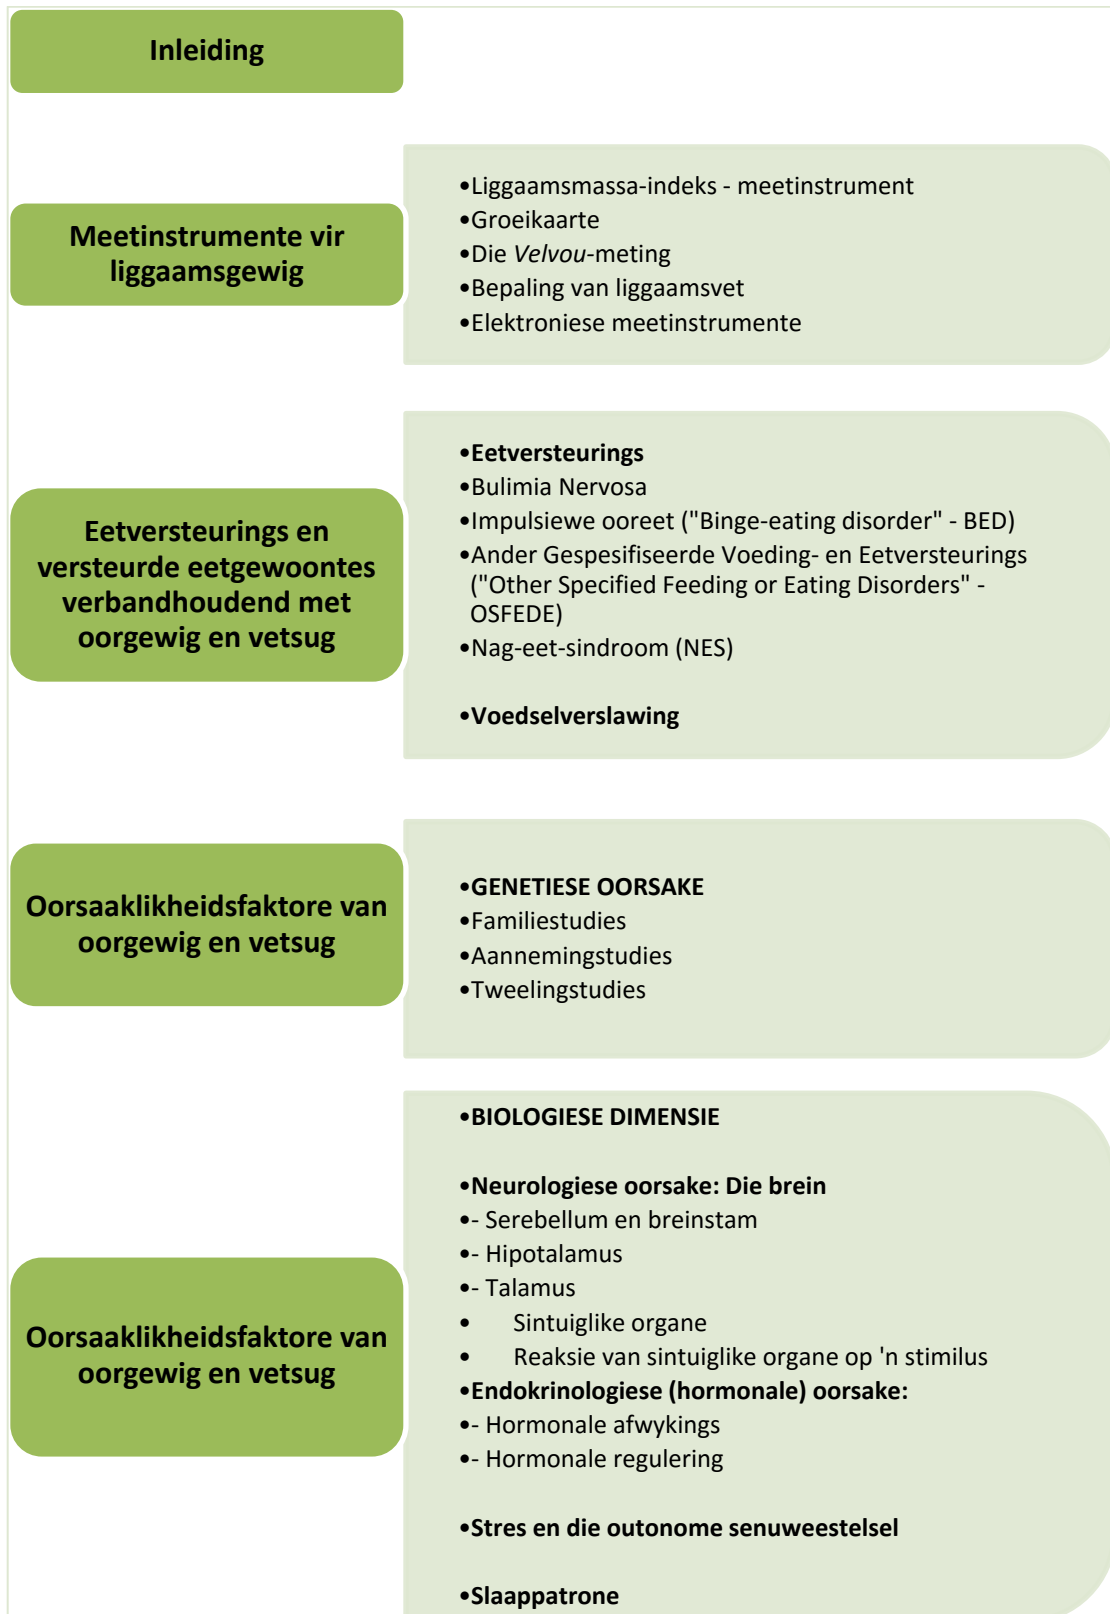 Inleiding
Meetinstrumente vir
liggaamsgewig
•Liggaamsmassa-indeks - meetinstrument
•Groeikaarte
•Die Velvou-meting
•Bepaling van liggaamsvet
•Elektroniese meetinstrumente
Eetversteurings en
versteurde eetgewoontes
verbandhoudend met
oorgewig en vetsug
•Eetversteurings
•Bulimia Nervosa
•Impulsiewe ooreet ("Binge-eating disorder" - BED)
•Ander Gespesifiseerde Voeding- en Eetversteurings
("Other Specified Feeding or Eating Disorders" -
OSFEDE)
•Nag-eet-sindroom (NES)
•Voedselverslawing
Oorsaaklikheidsfaktore van
oorgewig en vetsug
•GENETIESE OORSAKE
•Familiestudies
•Aannemingstudies
•Tweelingstudies
Oorsaaklikheidsfaktore van
oorgewig en vetsug
•BIOLOGIESE DIMENSIE
•Neurologiese oorsake: Die brein
•- Serebellum en breinstam
•- Hipotalamus
•- Talamus
• Sintuiglike organe
• Reaksie van sintuiglike organe op 'n stimulus
•Endokrinologiese (hormonale) oorsake:
•- Hormonale afwykings
•- Hormonale regulering
•Stres en die outonome senuweestelsel
•Slaappatrone